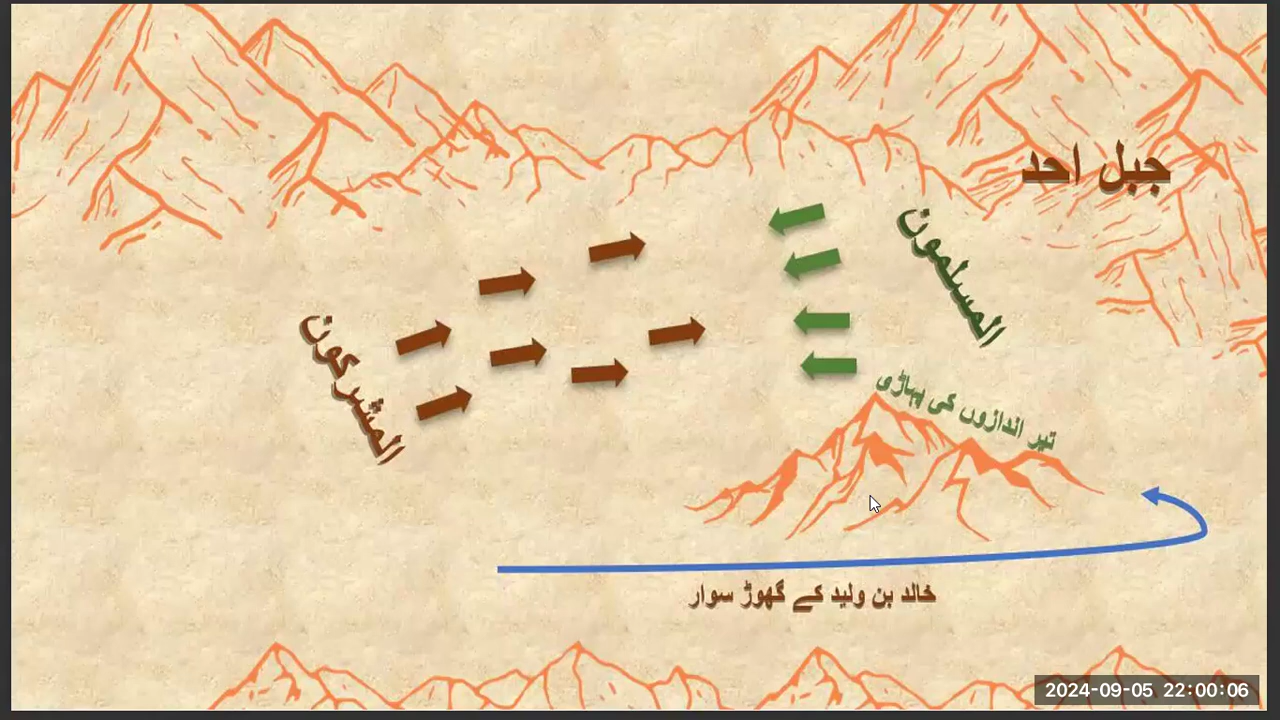 جبل احد
المسلمون
المشركون
تیر اندازوں کی پہاڑی
خالد بن ولید کے گھوڑ سوار
2024-09-05 22:00:06